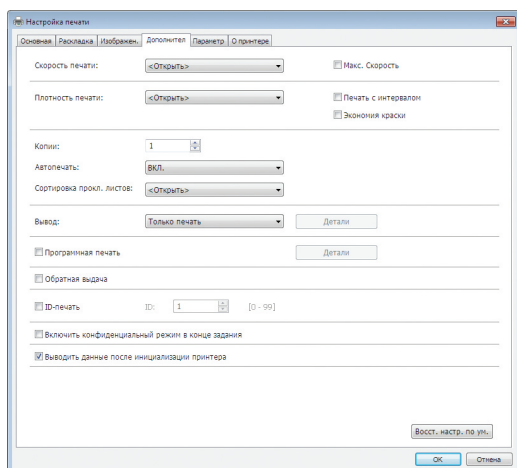 Настройка печати
Основная Раскладка Изображен. Дополнител Параметр О принтере
Скорость печати: <Открыть> Макс. Скорость
Плотность печати: <Открыть> Печать с интервалом
Экономия краски
Копии: 1
Автопечать: ВКЛ.
Сортировка прокл. листов: <Открыть>
Вывод: Только печать Детали
Программная печать Детали
Обратная выдача
ID-печать ID: 1 [0 - 99]
Включить конфиденциальный режим в конце задания
Выводить данные после инициализации принтера
Восст. настр. по ум.
OK Отмена